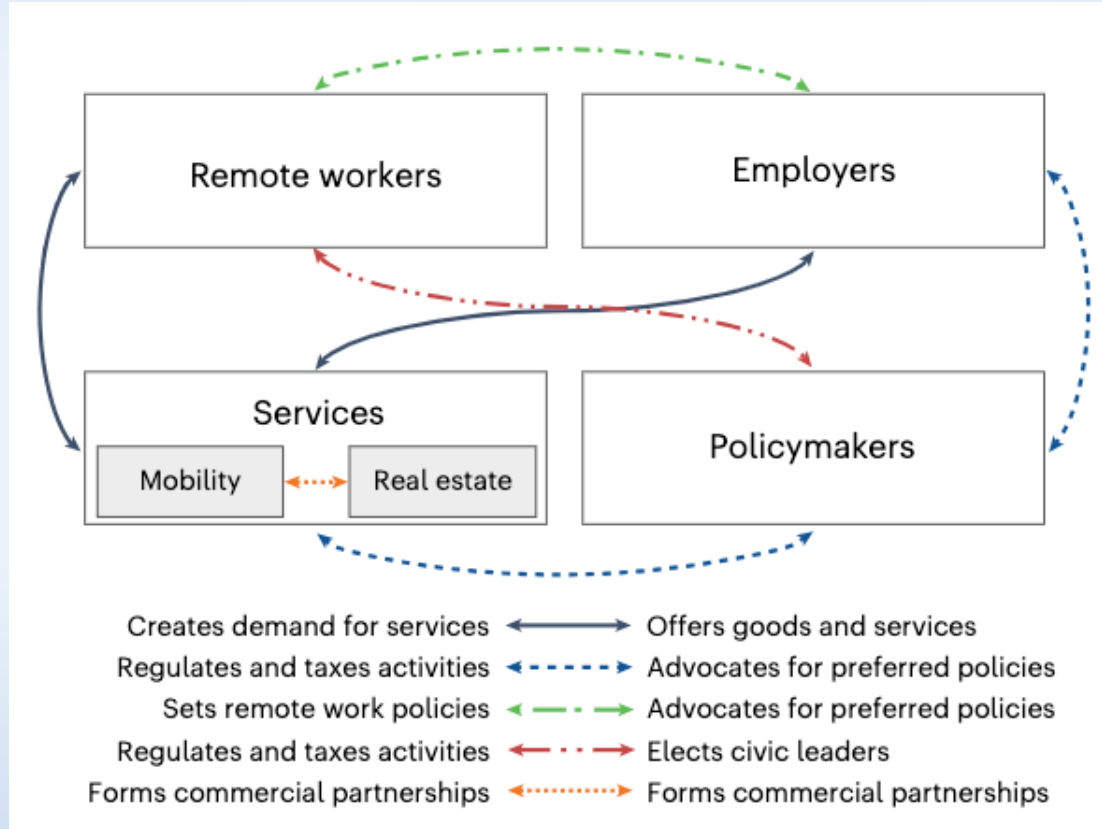 Remote workers
Employers
Services
Mobility
Real estate
Policymakers
Creates demand for services Offers goods and services
Regulates and taxes activities Advocates for preferred policies
Sets remote work policies Advocates for preferred policies
Regulates and taxes activities Elects civic leaders
Forms commercial partnerships Forms commercial partnerships